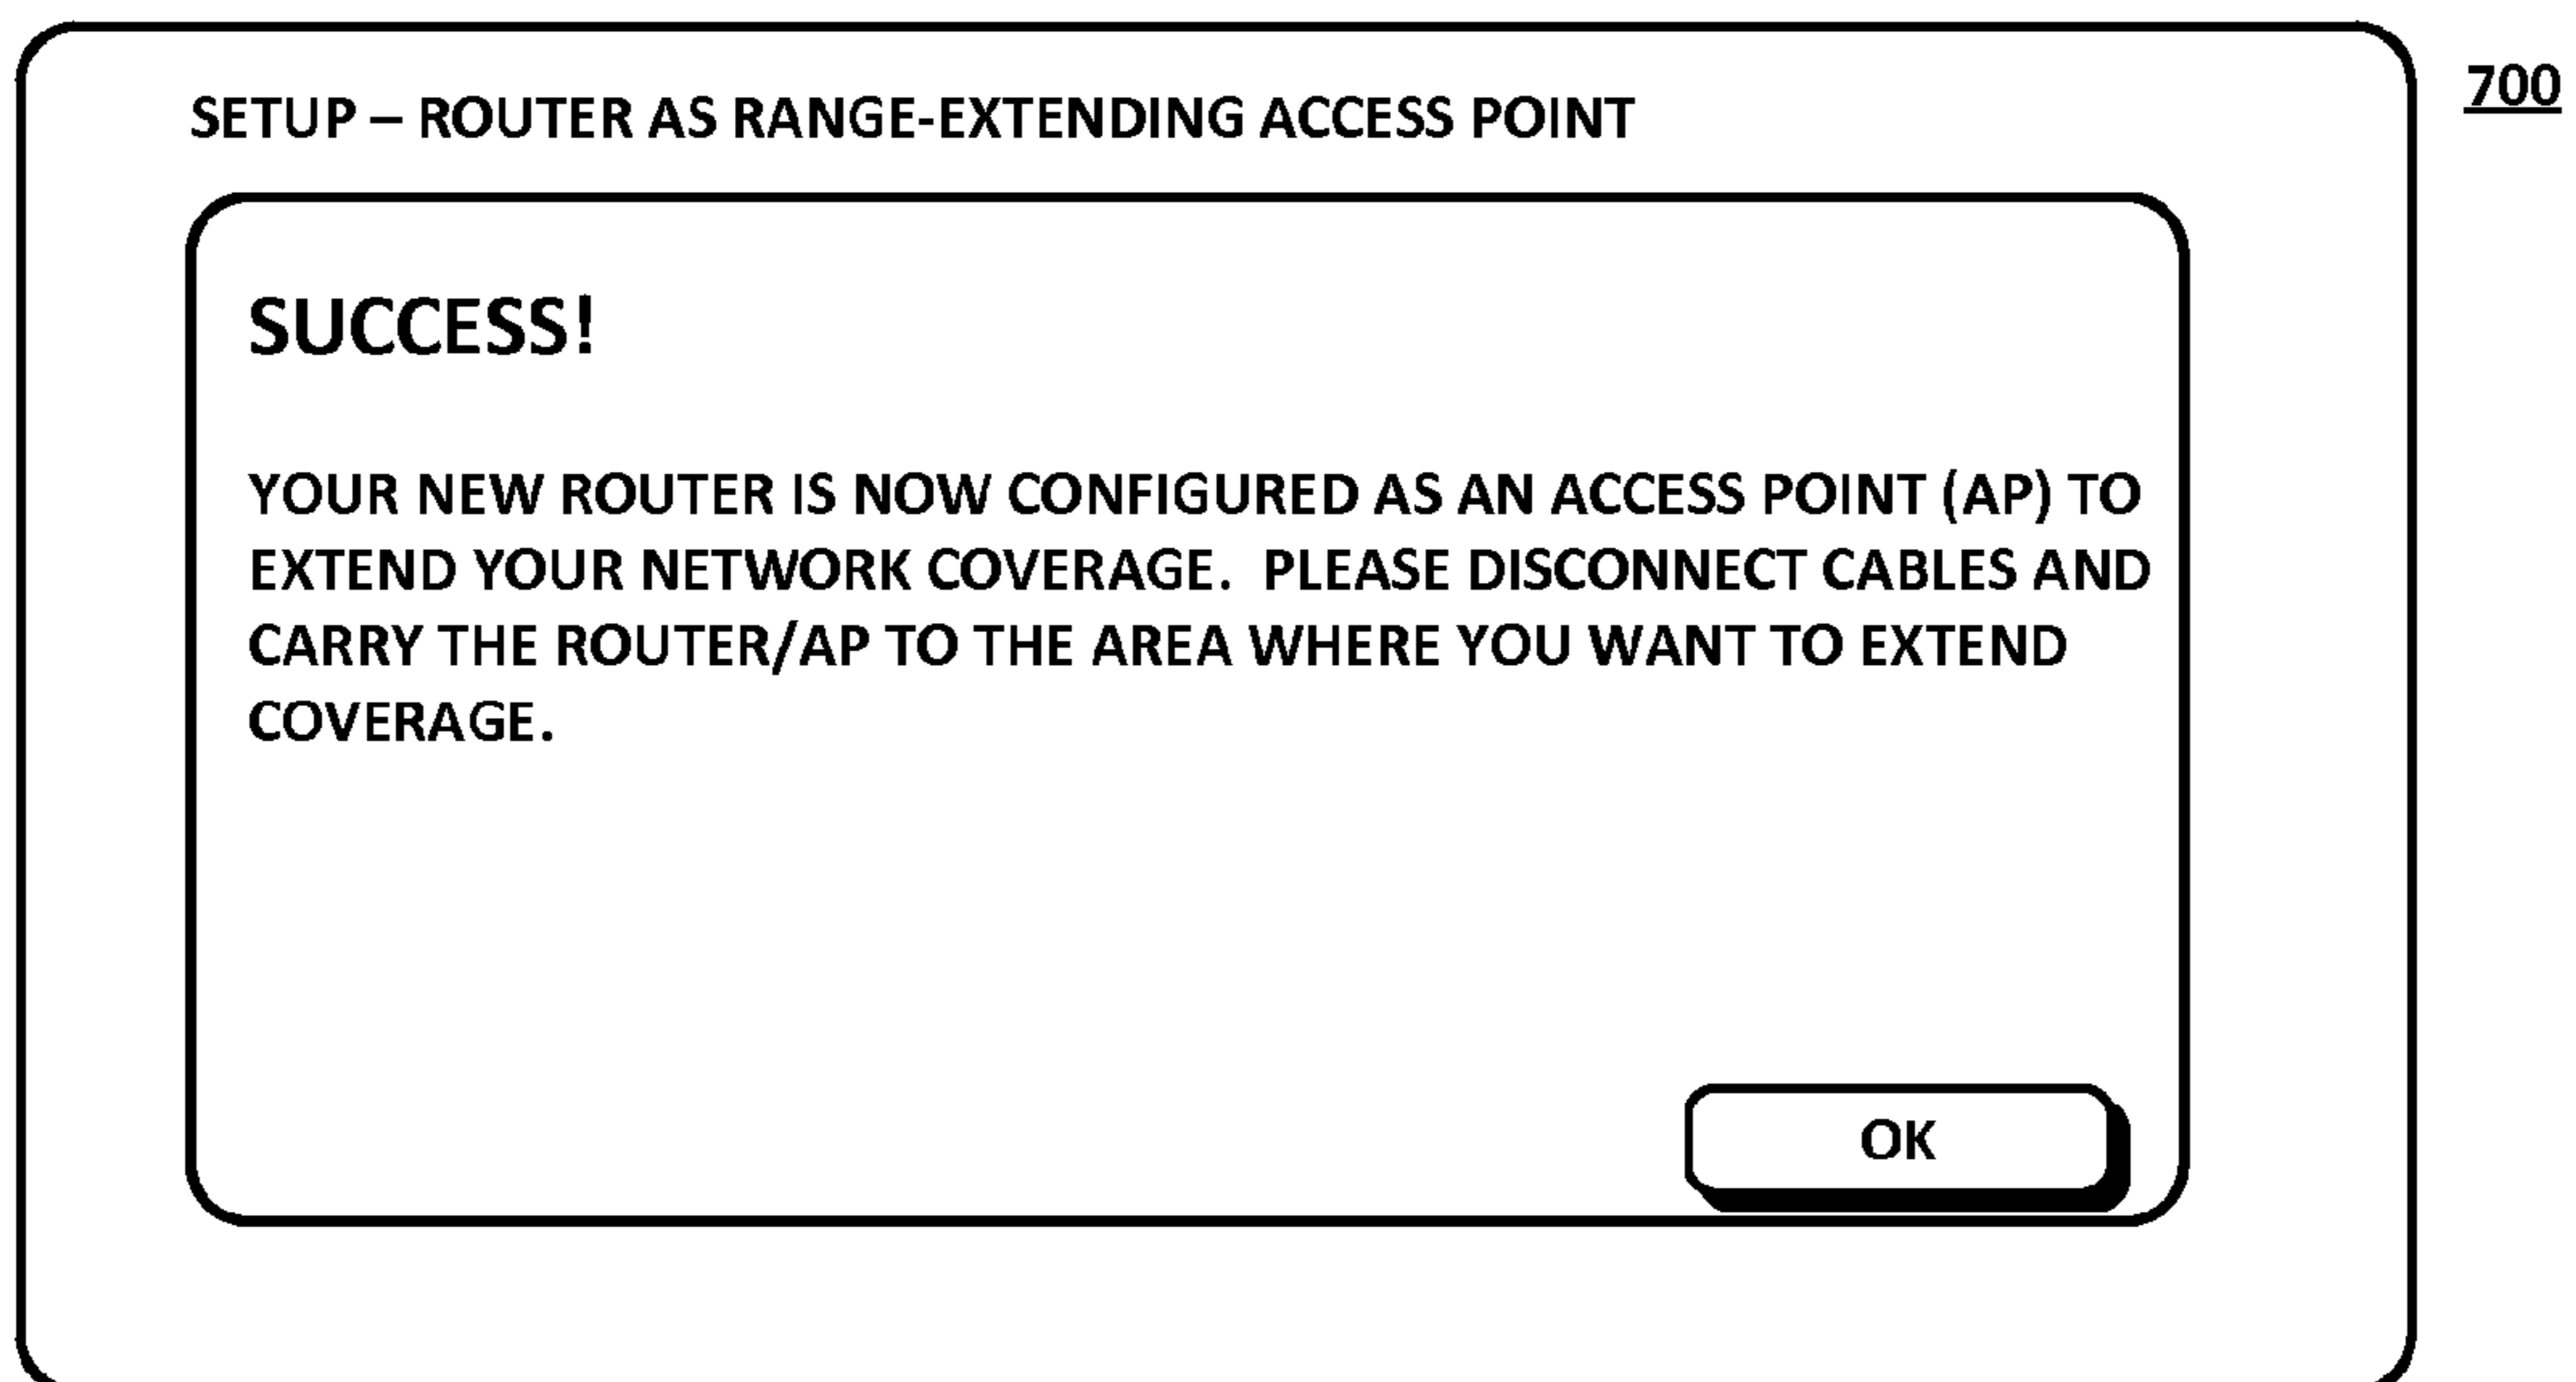 700
SETUP – ROUTER AS RANGE-EXTENDING ACCESS POINT
SUCCESS!
YOUR NEW ROUTER IS NOW CONFIGURED AS AN ACCESS POINT (AP) TO
EXTEND YOUR NETWORK COVERAGE.  PLEASE DISCONNECT CABLES AND
CARRY THE ROUTER/AP TO THE AREA WHERE YOU WANT TO EXTEND
COVERAGE.
OK